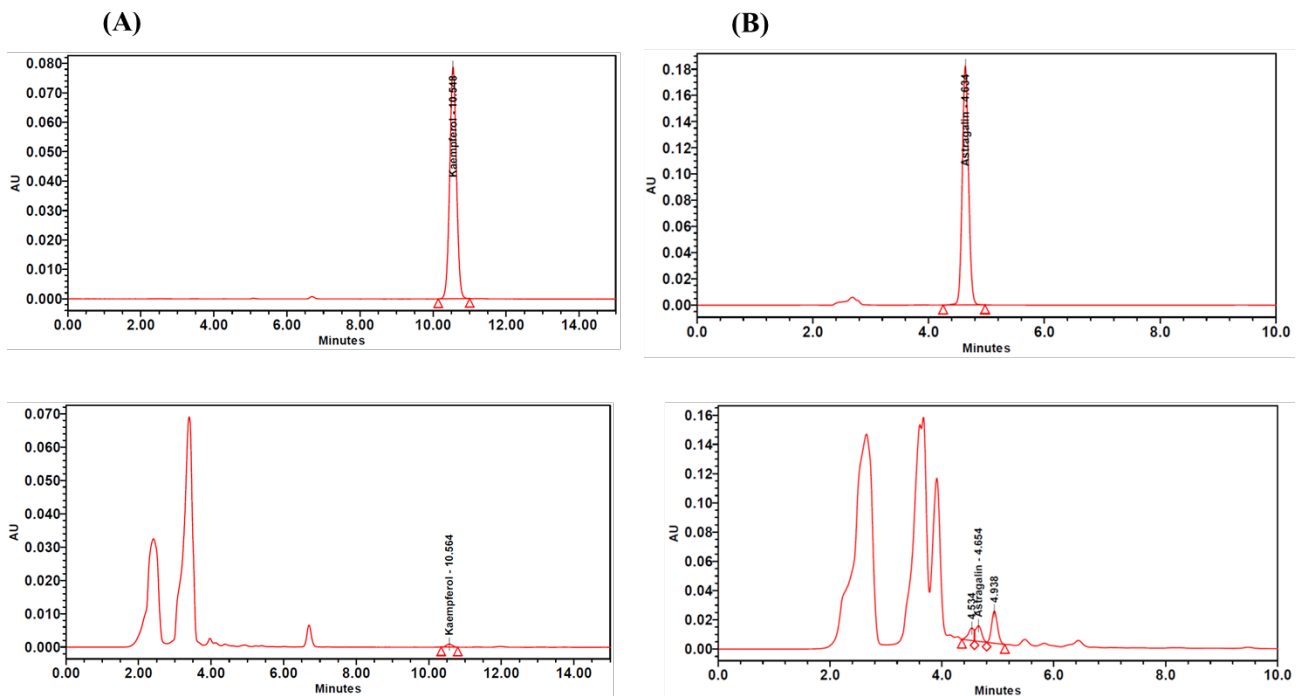 (A)
(B)
0.080
0.070
0.060
0.050
0.040
0.030
0.020
0.010
0.000
AU
Kaempferol - 10.548
0.00 2.00 4.00 6.00 8.00 10.00 12.00 14.00
Minutes
0.18
0.16
0.14
0.12
0.10
0.08
0.06
0.04
0.02
0.00
AU
Astragalin - 4.634
0.0 2.0 4.0 6.0 8.0 10.0
Minutes
0.070
0.060
0.050
0.040
0.030
0.020
0.010
0.000
AU
Kaempferol - 10.564
0.00 2.00 4.00 6.00 8.00 10.00 12.00 14.00
Minutes
0.16
0.14
0.12
0.10
0.08
0.06
0.04
0.02
0.00
AU
4.534
Astragalin - 4.654
4.938
0.0 2.0 4.0 6.0 8.0 10.0
Minutes